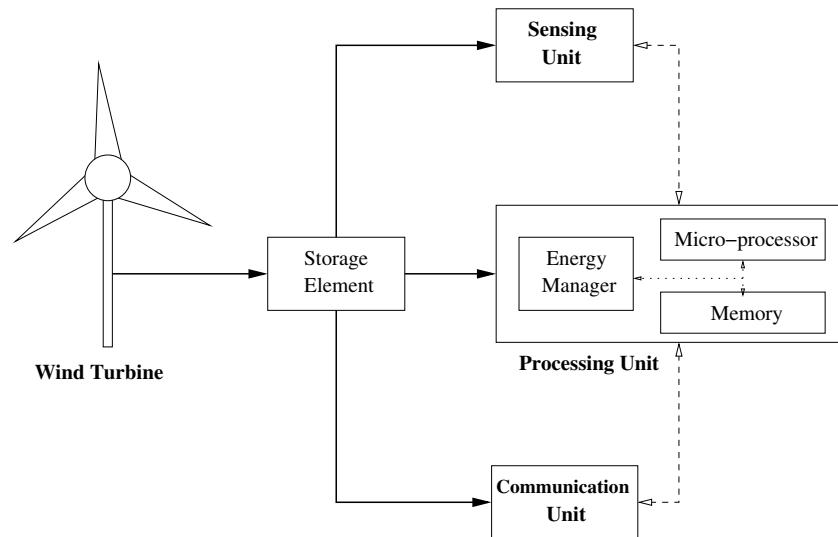 Sensing
Unit
Storage
Element
Energy
Manager
Micro−processor
Memory
Wind Turbine
Processing Unit
Communication
Unit